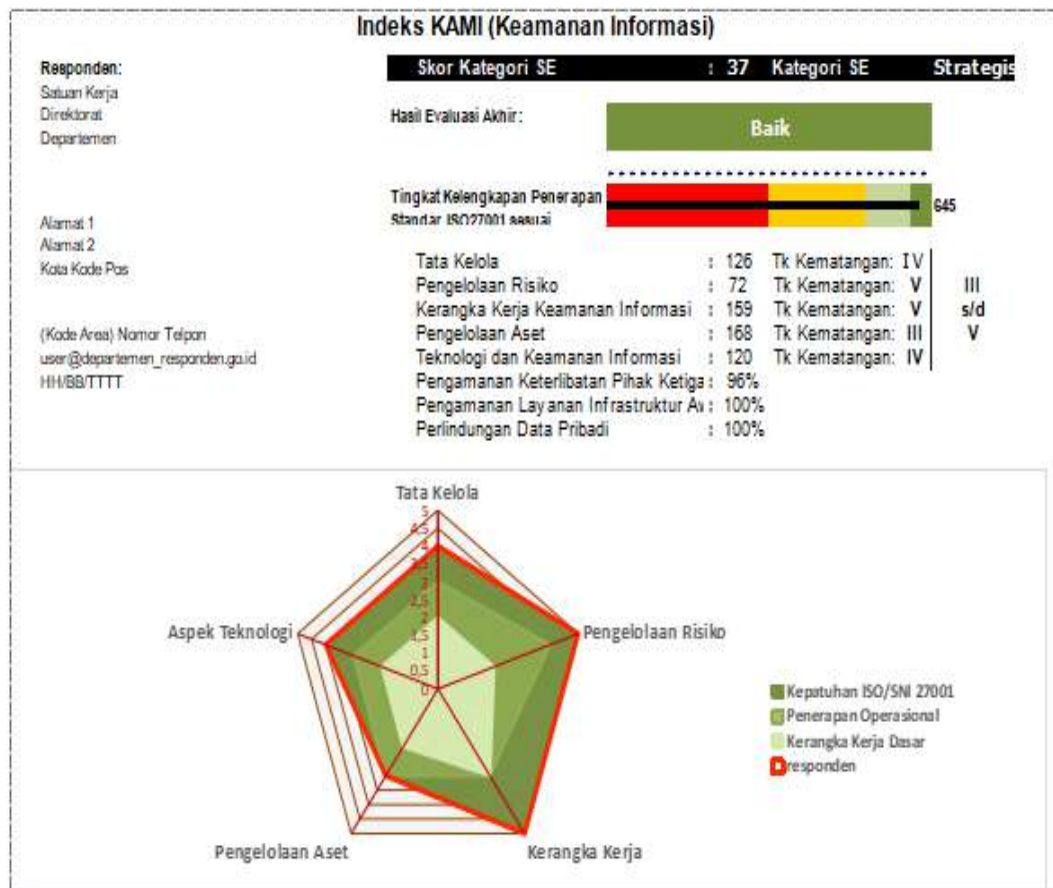 Indeks KAMI (Keamanan Informasi)
Responden:
Satuan Kerja
Direktorat
Departemen
Alamat 1
Alamat 2
Kota Kode Pos
(Kode Area) Nomor Telpon
user@departemen_responden.go.id
HH/BB/TTTT
Skor Kategori SE : 37 Kategori SE Strategis
Hasil Evaluasi Akhir: Baik
Tingkat Kelengkapan Penerapan
Standar ISO27001 sesuai
645
Tata Kelola : 126 Tk Kematangan: IV
Pengelolaan Risiko : 72 Tk Kematangan: V III
Kerangka Kerja Keamanan Informasi : 159 Tk Kematangan: V s/d
Pengelolaan Aset : 168 Tk Kematangan: III V
Teknologi dan Keamanan Informasi : 120 Tk Kematangan: IV
Pengamanan Keterlibatan Pihak Ketiga : 96%
Pengamanan Layanan Infrastruktur Aw : 100%
Perlindungan Data Pribadi : 100%
Tata Kelola
5
4,5
4
3,5
3
2,5
2
1,5
1
0,5
0
Aspek Teknologi
Pengelolaan Risiko
Pengelolaan Aset
Kerangka Kerja
Kepatuhan ISO/SNI 27001
Penerapan Operasional
Kerangka Kerja Dasar
responden